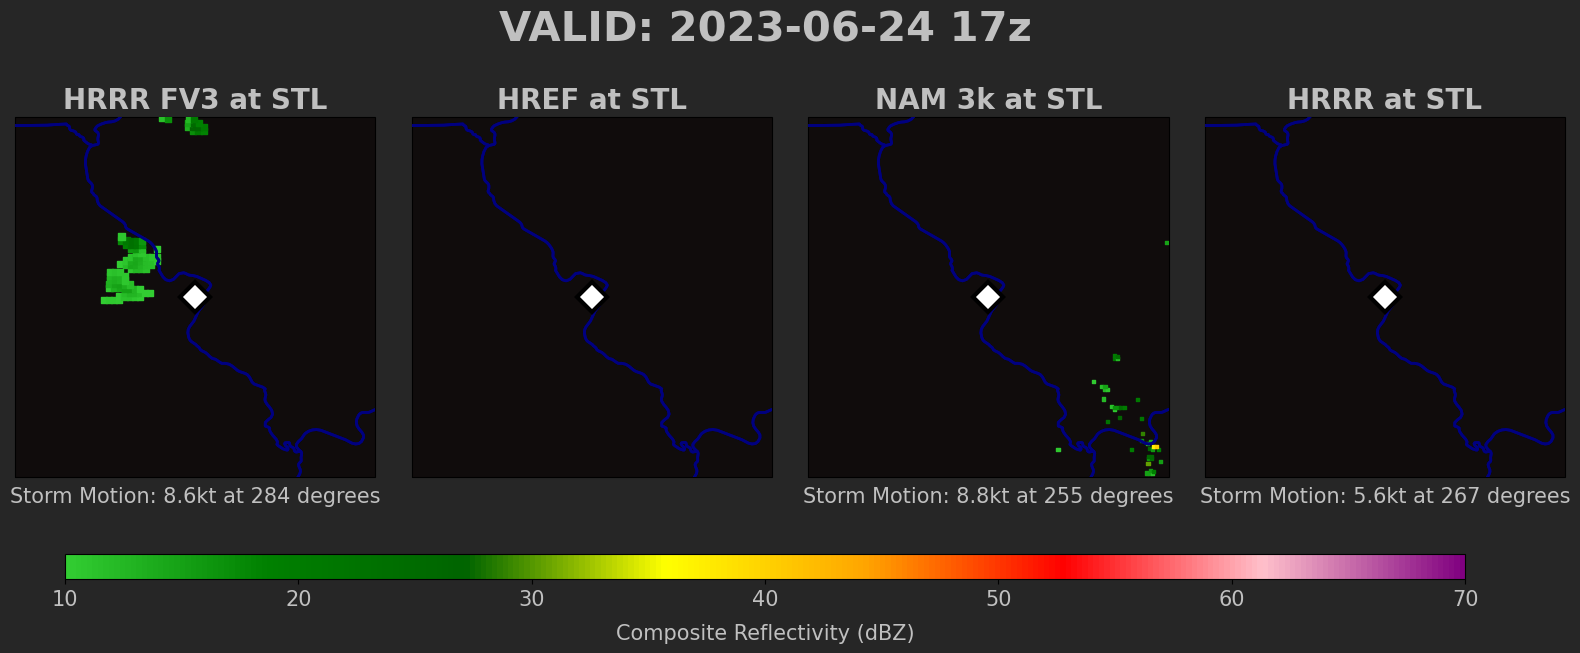 VALID: 2023-06-24 17z
HRRR FV3 at STL
HREF at STL
NAM 3k at STL
HRRR at STL
Storm Motion: 8.6kt at 284 degrees
Storm Motion: 8.8kt at 255 degrees
Storm Motion: 5.6kt at 267 degrees
10 20 30 40 50 60 70
Composite Reflectivity (dBZ)